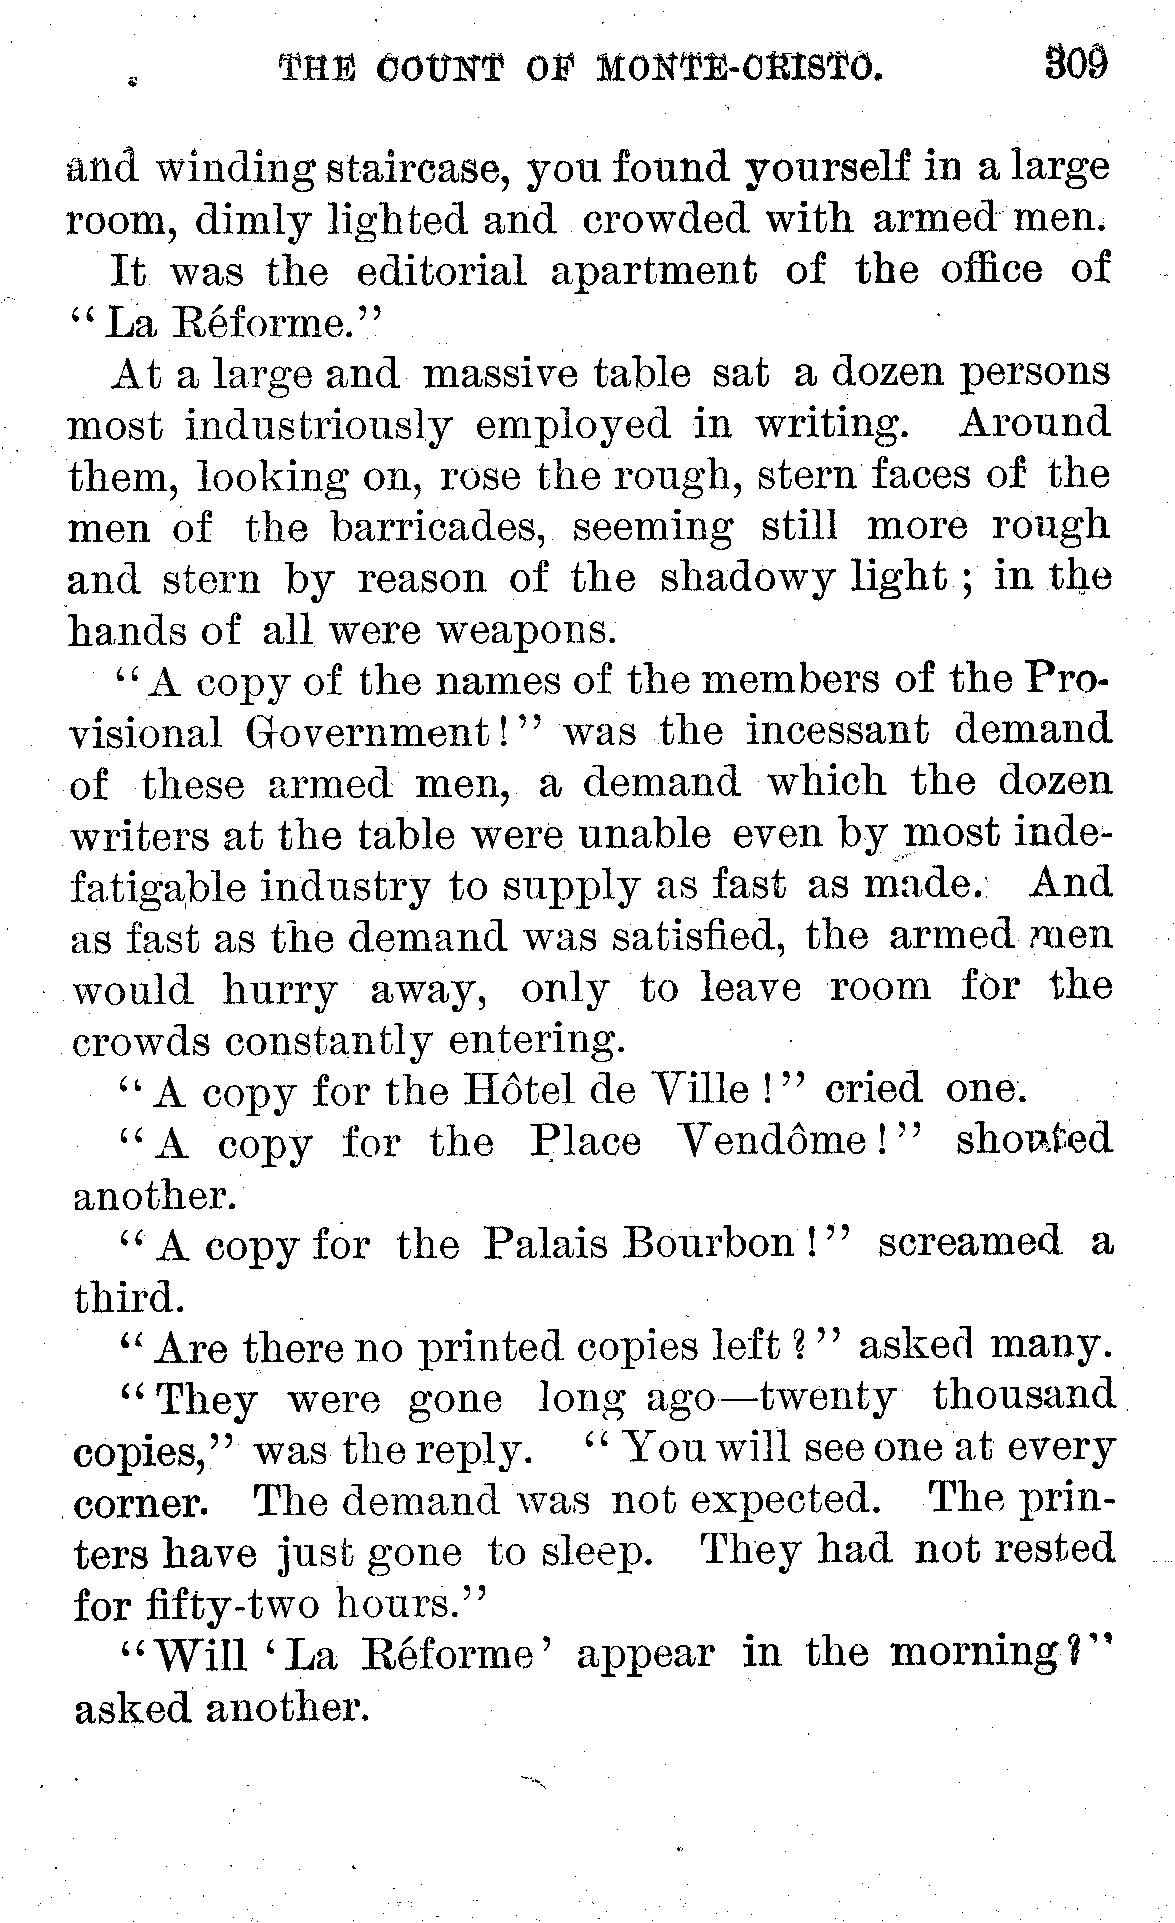 THE COUNT OF MONTE-CRISTO. 309
and winding staircase, you found yourself in a large
room, dimly lighted and crowded with armed men.
It was the editorial apartment of the office of
“La Réforme.”
At a large and massive table sat a dozen persons
most industriously employed in writing. Around
them, looking on, rose the rough, stern faces of the
men of the barricades, seeming still more rough
and stern by reason of the shadowy light; in the
hands of all were weapons.
“A copy of the names of the members of the Pro-
visional Government!” was the incessant demand
of these armed men, a demand which the dozen
writers at the table were unable even by most inde-
fatigable industry to supply as fast as made. And
as fast as the demand was satisfied, the armed men
would hurry away, only to leave room for the
crowds constantly entering.
“A copy for the Hôtel de Ville!” cried one.
“A copy for the Place Vendôme!” shouted
another.
“A copy for the Palais Bourbon!” screamed a
third.
“Are there no printed copies left?” asked many.
“They were gone long ago—twenty thousand
copies,” was the reply. “You will see one at every
corner. The demand was not expected. The prin-
ters have just gone to sleep. They had not rested
for fifty-two hours.”
“Will ‘La Réforme’ appear in the morning?”
asked another.